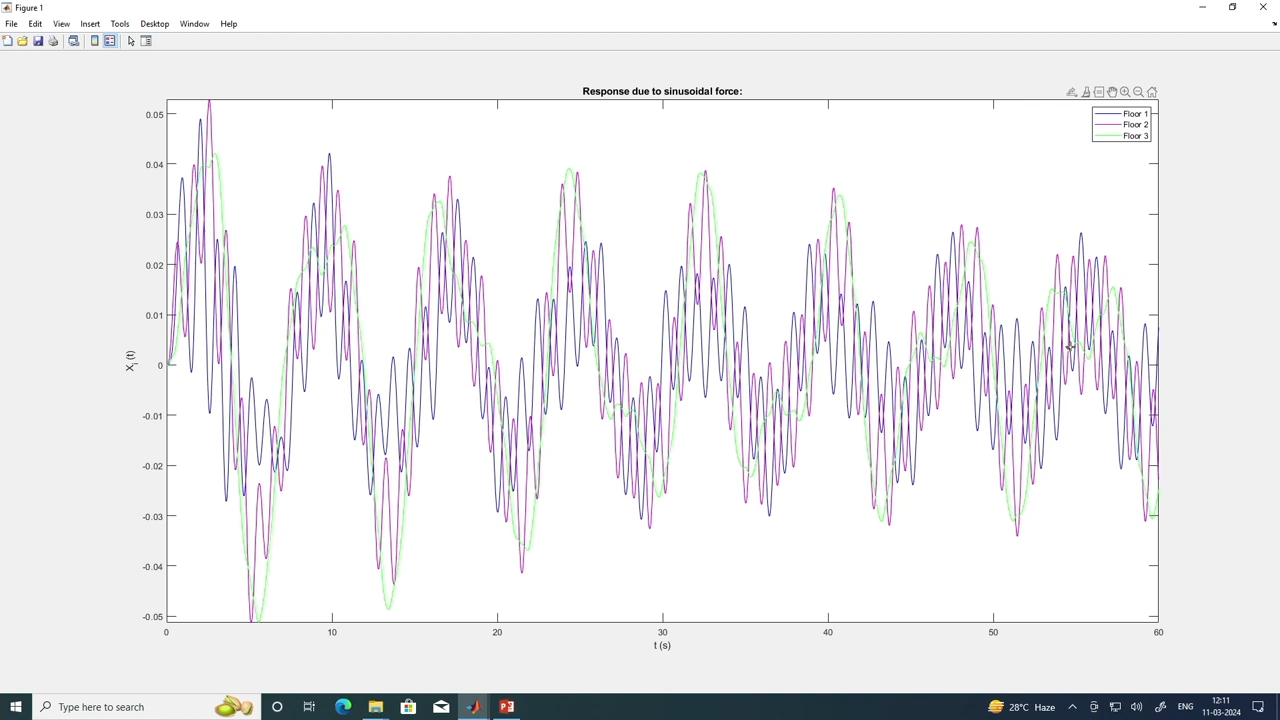 Figure 1
File Edit View Insert Tools Desktop Window Help
Response due to sinusoidal force:
Floor 1
Floor 2
Floor 3
0.05
0.04
0.03
0.02
0.01
0
-0.01
-0.02
-0.03
-0.04
-0.05
X_i (t)
0 10 20 30 40 50 60
t (s)
Type here to search
28°C Haze
ENG
12:11
11-03-2024